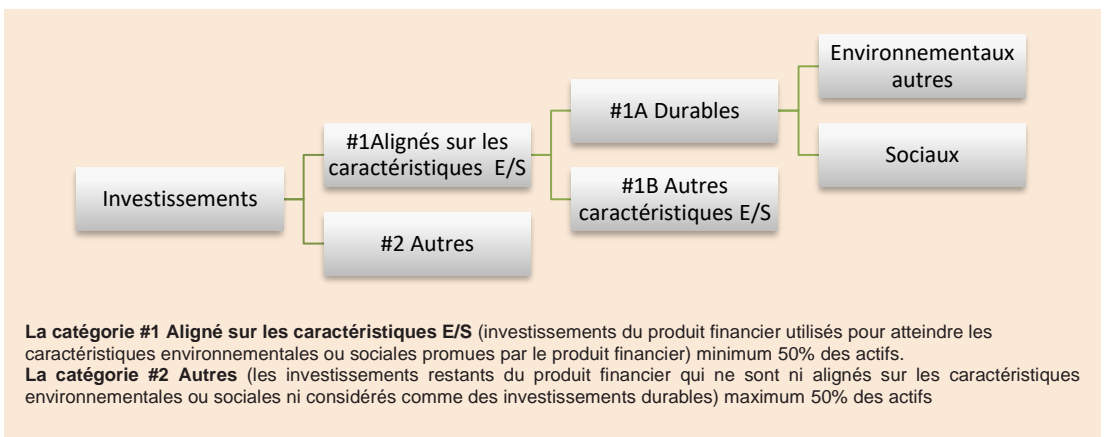 Environnementaux
autres
#1A Durables
#1Alignés sur les
caractéristiques E/S
Sociaux
#1B Autres
caractéristiques E/S
Investissements
#2 Autres
La catégorie #1 Aligné sur les caractéristiques E/S (investissements du produit financier utilisés pour atteindre les
caractéristiques environnementales ou sociales promues par le produit financier) minimum 50% des actifs.
La catégorie #2 Autres (les investissements restants du produit financier qui ne sont ni alignés sur les caractéristiques
environnementales ou sociales ni considérés comme des investissements durables) maximum 50% des actifs